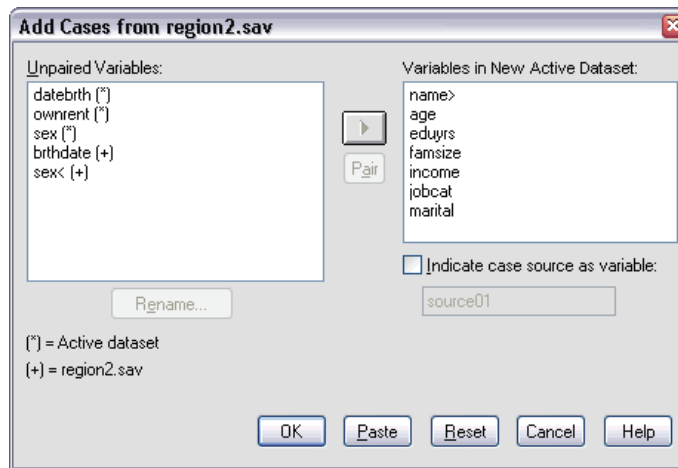 Add Cases from region2.sav
Unpaired Variables:
datebrth (*)
ownrent (*)
sex (*)
brthdate (+)
sex< (+)
Rename...
(*) = Active dataset
(+) = region2.sav
Pair
Variables in New Active Dataset:
name>
age
eduyrs
famsize
income
jobcat
marital
Indicate case source as variable:
source01
OK
Paste
Reset
Cancel
Help